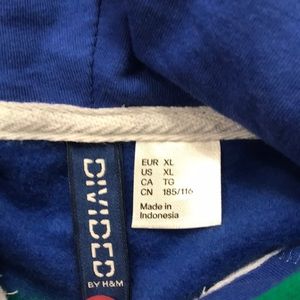 DIVIDED
BY H&M
EUR XL
US XL
CA TG
CN 185/116
Made in
Indonesia